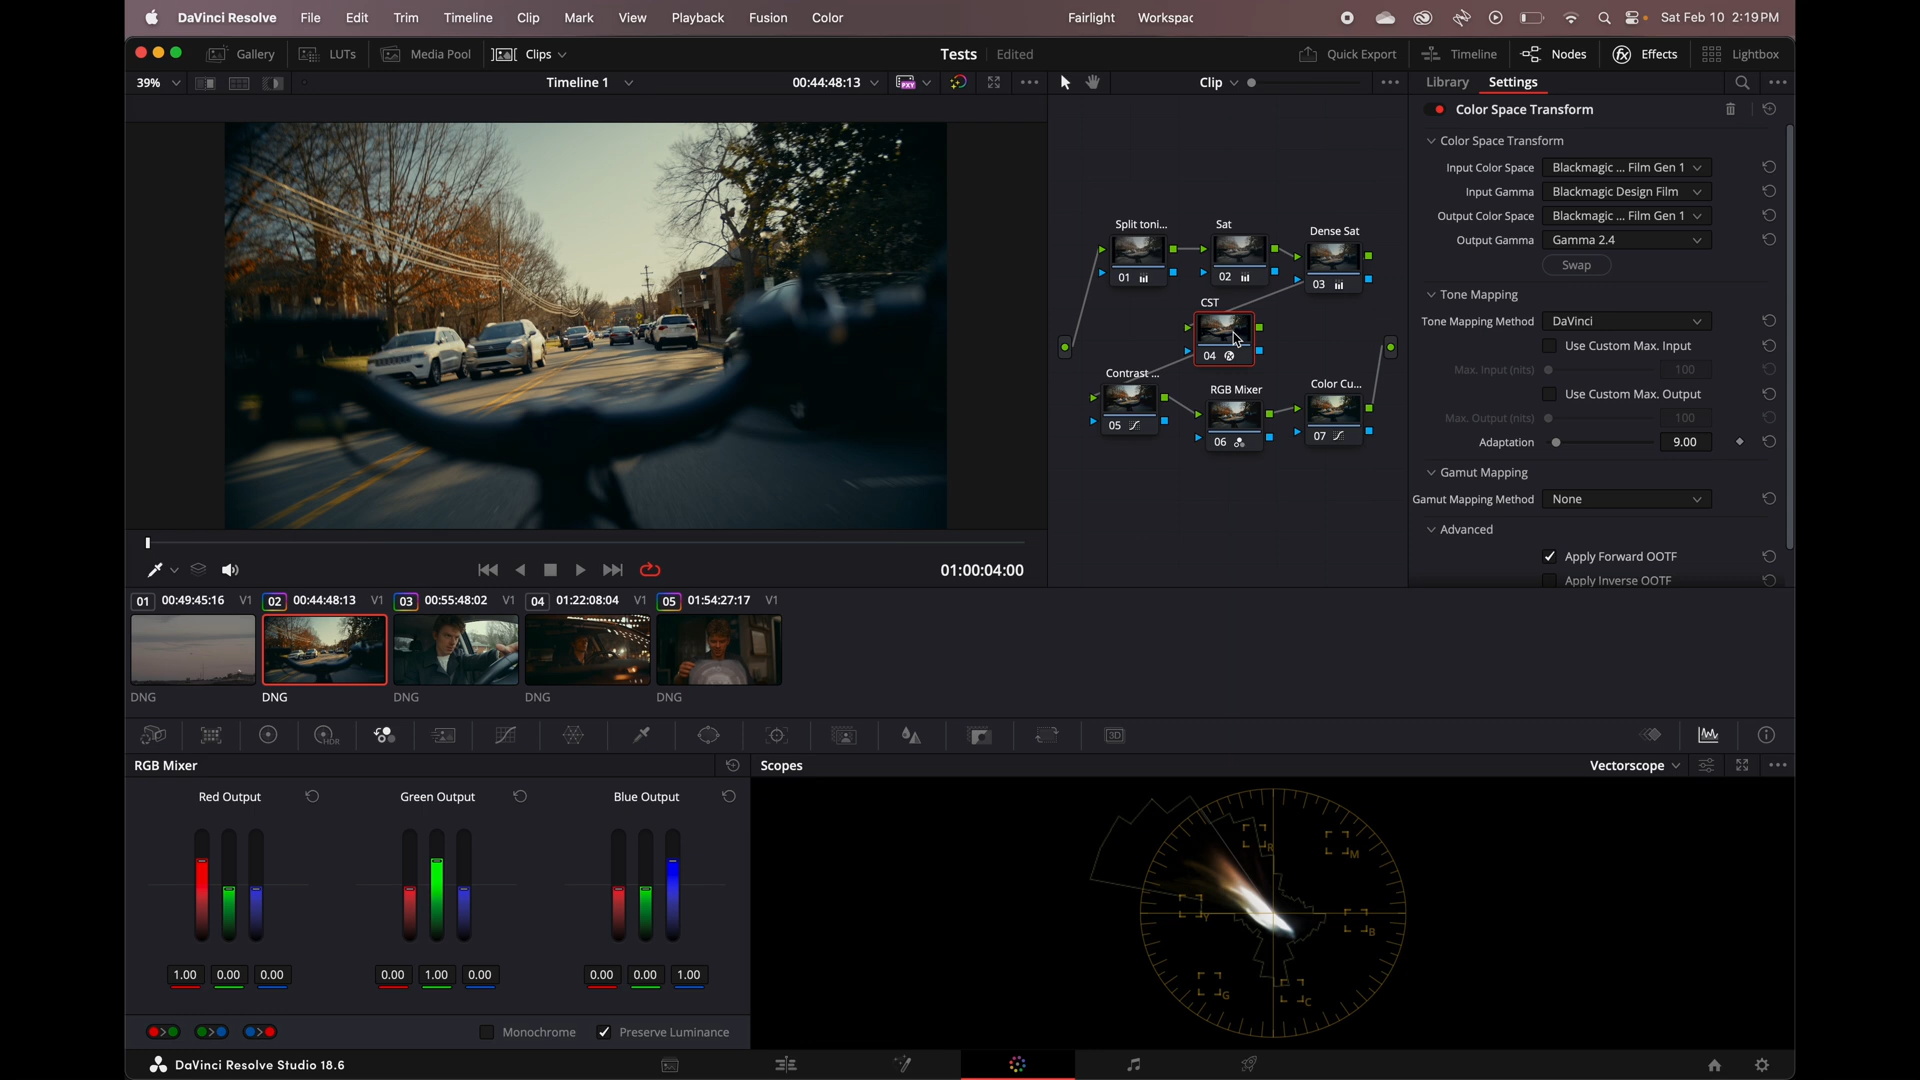 DaVinci Resolve File Edit Trim Timeline Clip Mark View Playback Fusion Color Fairlight Workspac Sat Feb 10 2:19 PM
Gallery LUTs Media Pool Clips Tests Edited Quick Export Timeline Nodes Effects Lightbox
39% Timeline 1 00:44:48:13 PXY Clip Library Settings
Color Space Transform
Color Space Transform
Input Color Space Blackmagic ... Film Gen 1
Input Gamma Blackmagic Design Film
Output Color Space Blackmagic ... Film Gen 1
Output Gamma Gamma 2.4
Swap
Tone Mapping
Tone Mapping Method DaVinci
Use Custom Max. Input
Max. Input (nits) 100
Use Custom Max. Output
Max. Output (nits) 100
Adaptation 9.00
Gamut Mapping
Gamut Mapping Method None
Advanced
Apply Forward OOTF
Apply Inverse OOTF
Split toni... Sat Dense Sat
01 02 03
CST
04
Contrast ... RGB Mixer Color Cu...
05 06 07
01:00:04:00
01 00:49:45:16 V1 02 00:44:48:13 V1 03 00:55:48:02 V1 04 01:22:08:04 V1 05 01:54:27:17 V1
DNG DNG DNG DNG DNG
HDR 3D
RGB Mixer Scopes Vectorscope
Red Output Green Output Blue Output
R M
Y B
G C
1.00 0.00 0.00 0.00 1.00 0.00 0.00 0.00 1.00
Monochrome Preserve Luminance
DaVinci Resolve Studio 18.6